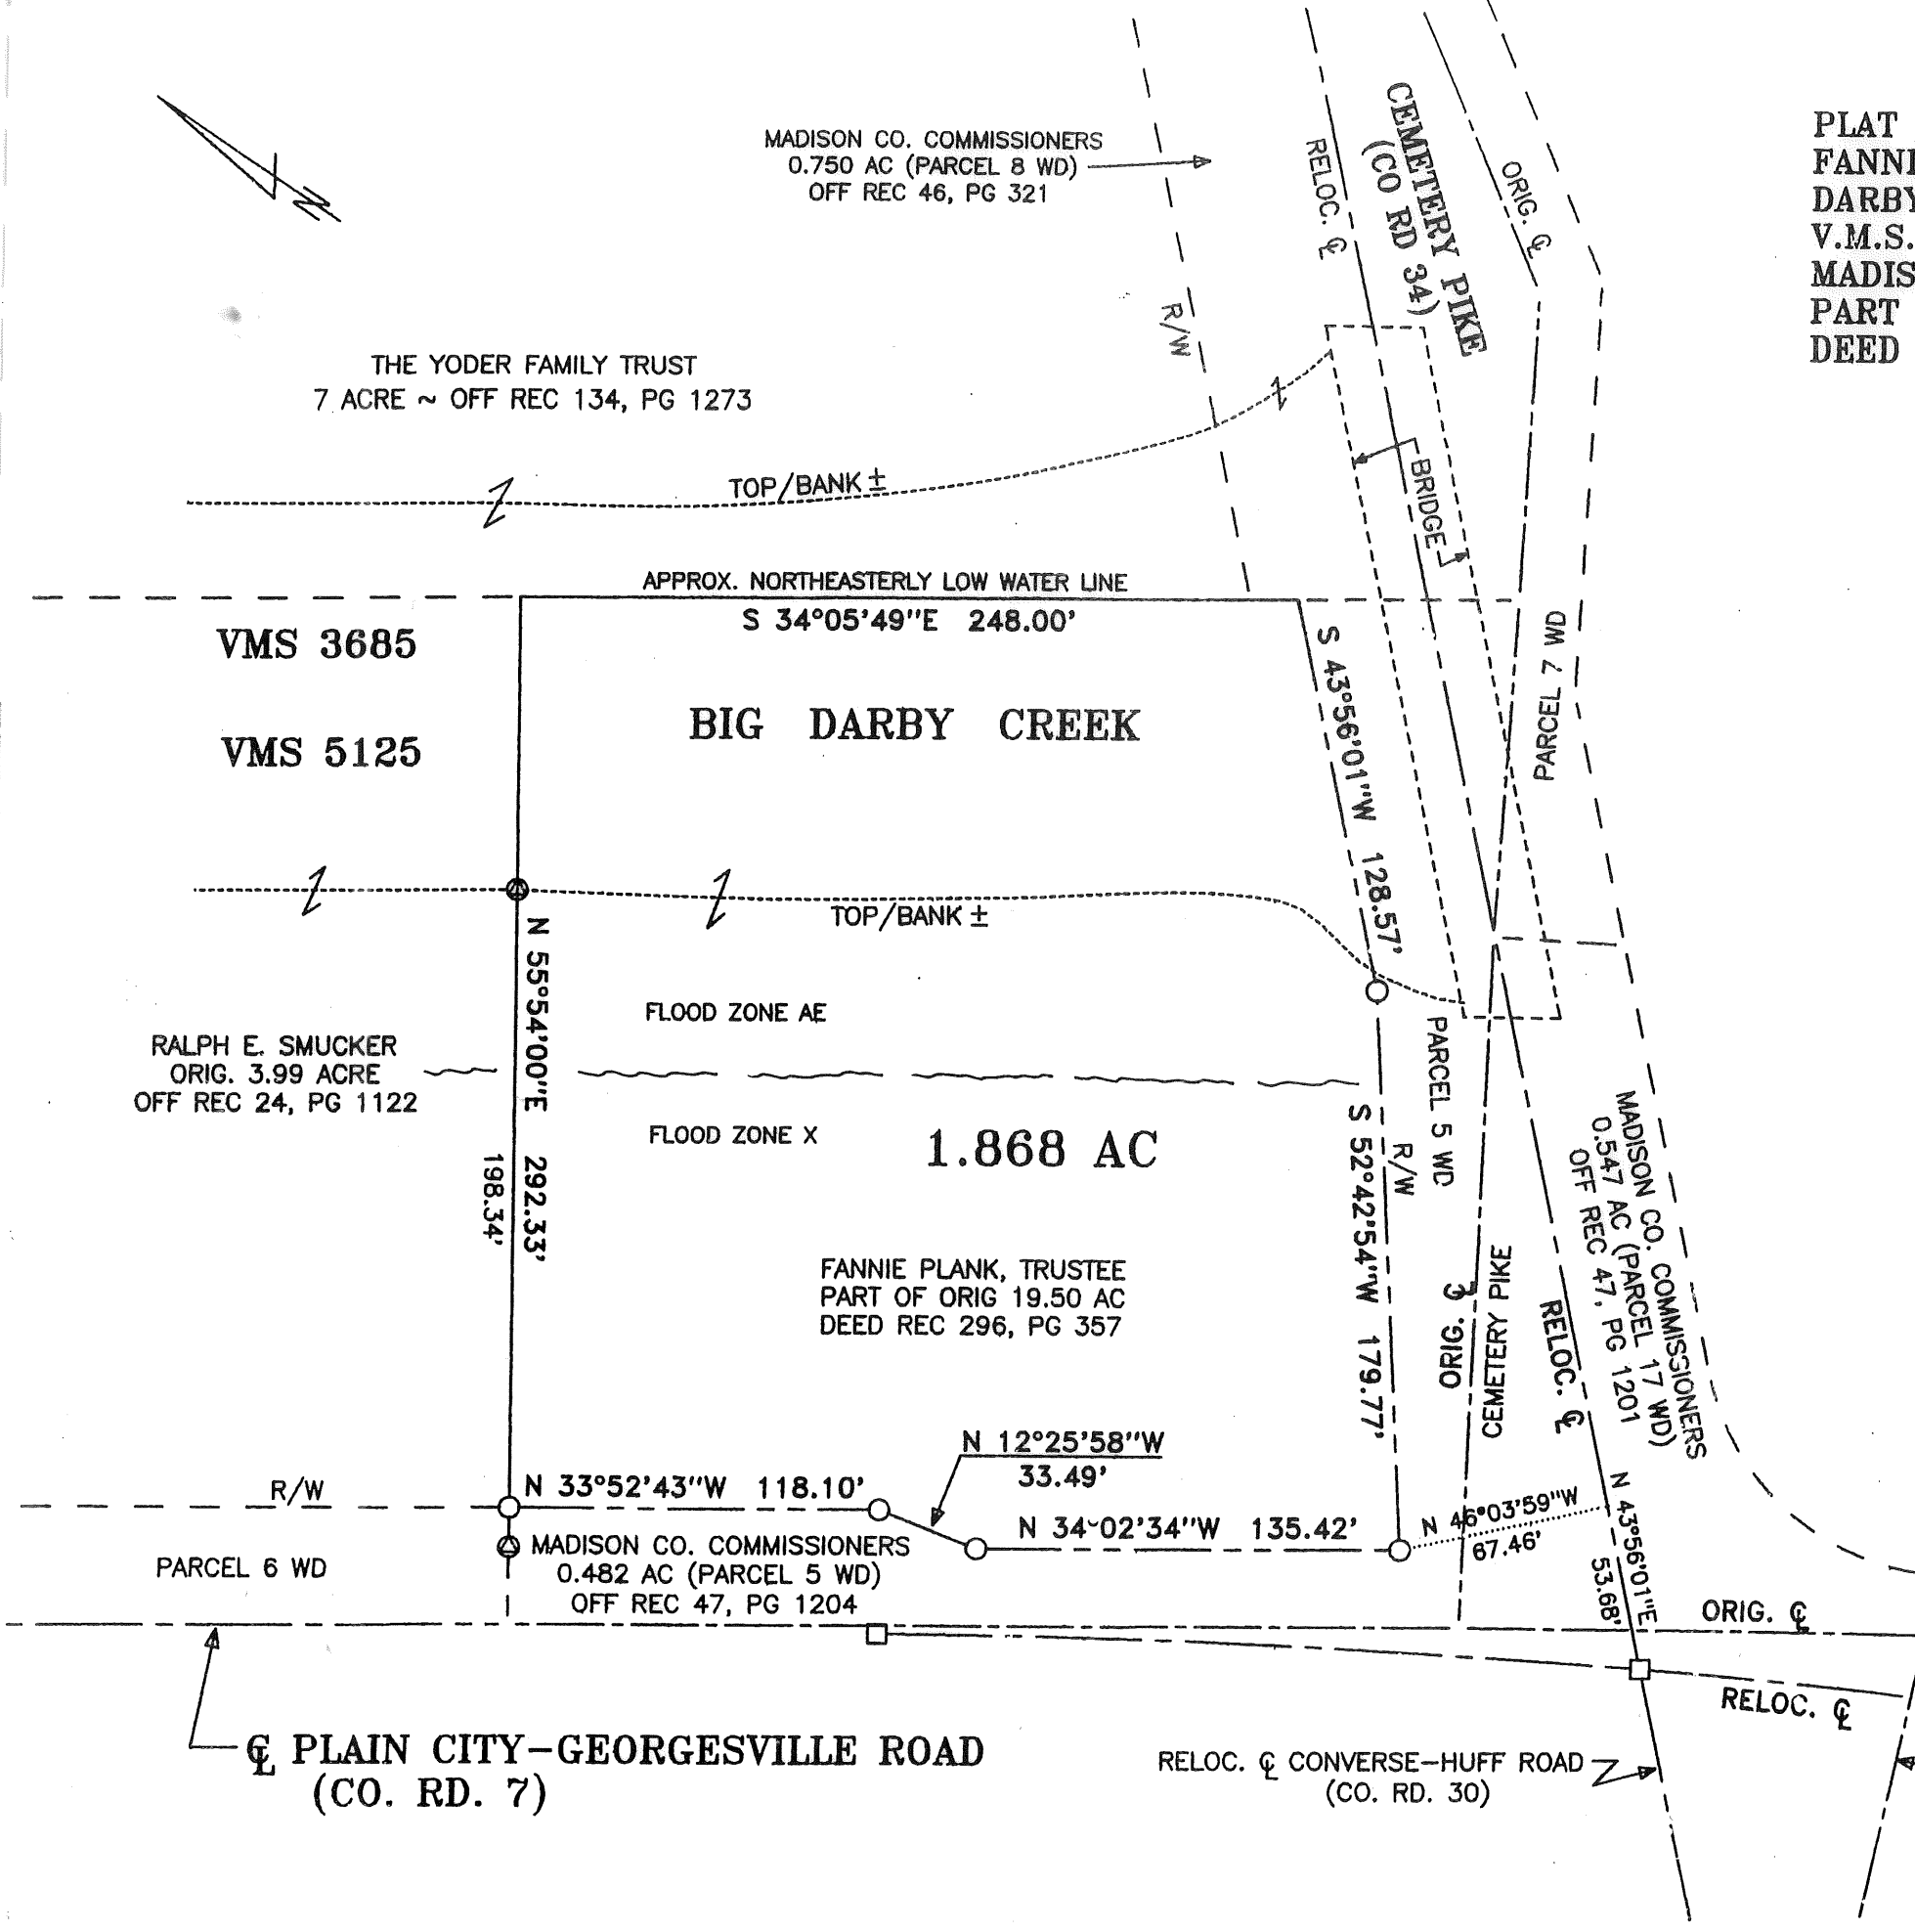 PLAT
FANNI
DARBY
V.M.S.
MADIS
PART
DEED
MADISON CO. COMMISSIONERS
0.750 AC (PARCEL 8 WD)
OFF REC 46, PG 321
CEMETERY PIKE
(CO RD 34)
RELOC. ℄
ORIG. ℄
R/W
N
THE YODER FAMILY TRUST
7 ACRE ~ OFF REC 134, PG 1273
TOP/BANK ±
BRIDGE
APPROX. NORTHEASTERLY LOW WATER LINE
S 34°05'49"E 248.00'
VMS 3685
VMS 5125
BIG DARBY CREEK
S 43°56'01"W 128.57'
PARCEL 7 WD
TOP/BANK ±
N 55°54'00"E 292.33'
198.34'
FLOOD ZONE AE
RALPH E. SMUCKER
ORIG. 3.99 ACRE
OFF REC 24, PG 1122
FLOOD ZONE X
1.868 AC
S 52°42'54"W 179.77'
R/W
PARCEL 5 WD
MADISON CO. COMMISSIONERS
0.547 AC (PARCEL 17 WD)
OFF REC 47, PG 1201
FANNIE PLANK, TRUSTEE
PART OF ORIG 19.50 AC
DEED REC 296, PG 357
ORIG. ℄
CEMETERY PIKE
RELOC. ℄
N 12°25'58"W
33.49'
R/W
N 33°52'43"W 118.10'
N 34°02'34"W 135.42'
N 46°03'59"W
67.46'
N 43°56'01"E
53.68'
PARCEL 6 WD
MADISON CO. COMMISSIONERS
0.482 AC (PARCEL 5 WD)
OFF REC 47, PG 1204
ORIG. ℄
RELOC. ℄
℄ PLAIN CITY-GEORGESVILLE ROAD
(CO. RD. 7)
RELOC. ℄ CONVERSE-HUFF ROAD
(CO. RD. 30)